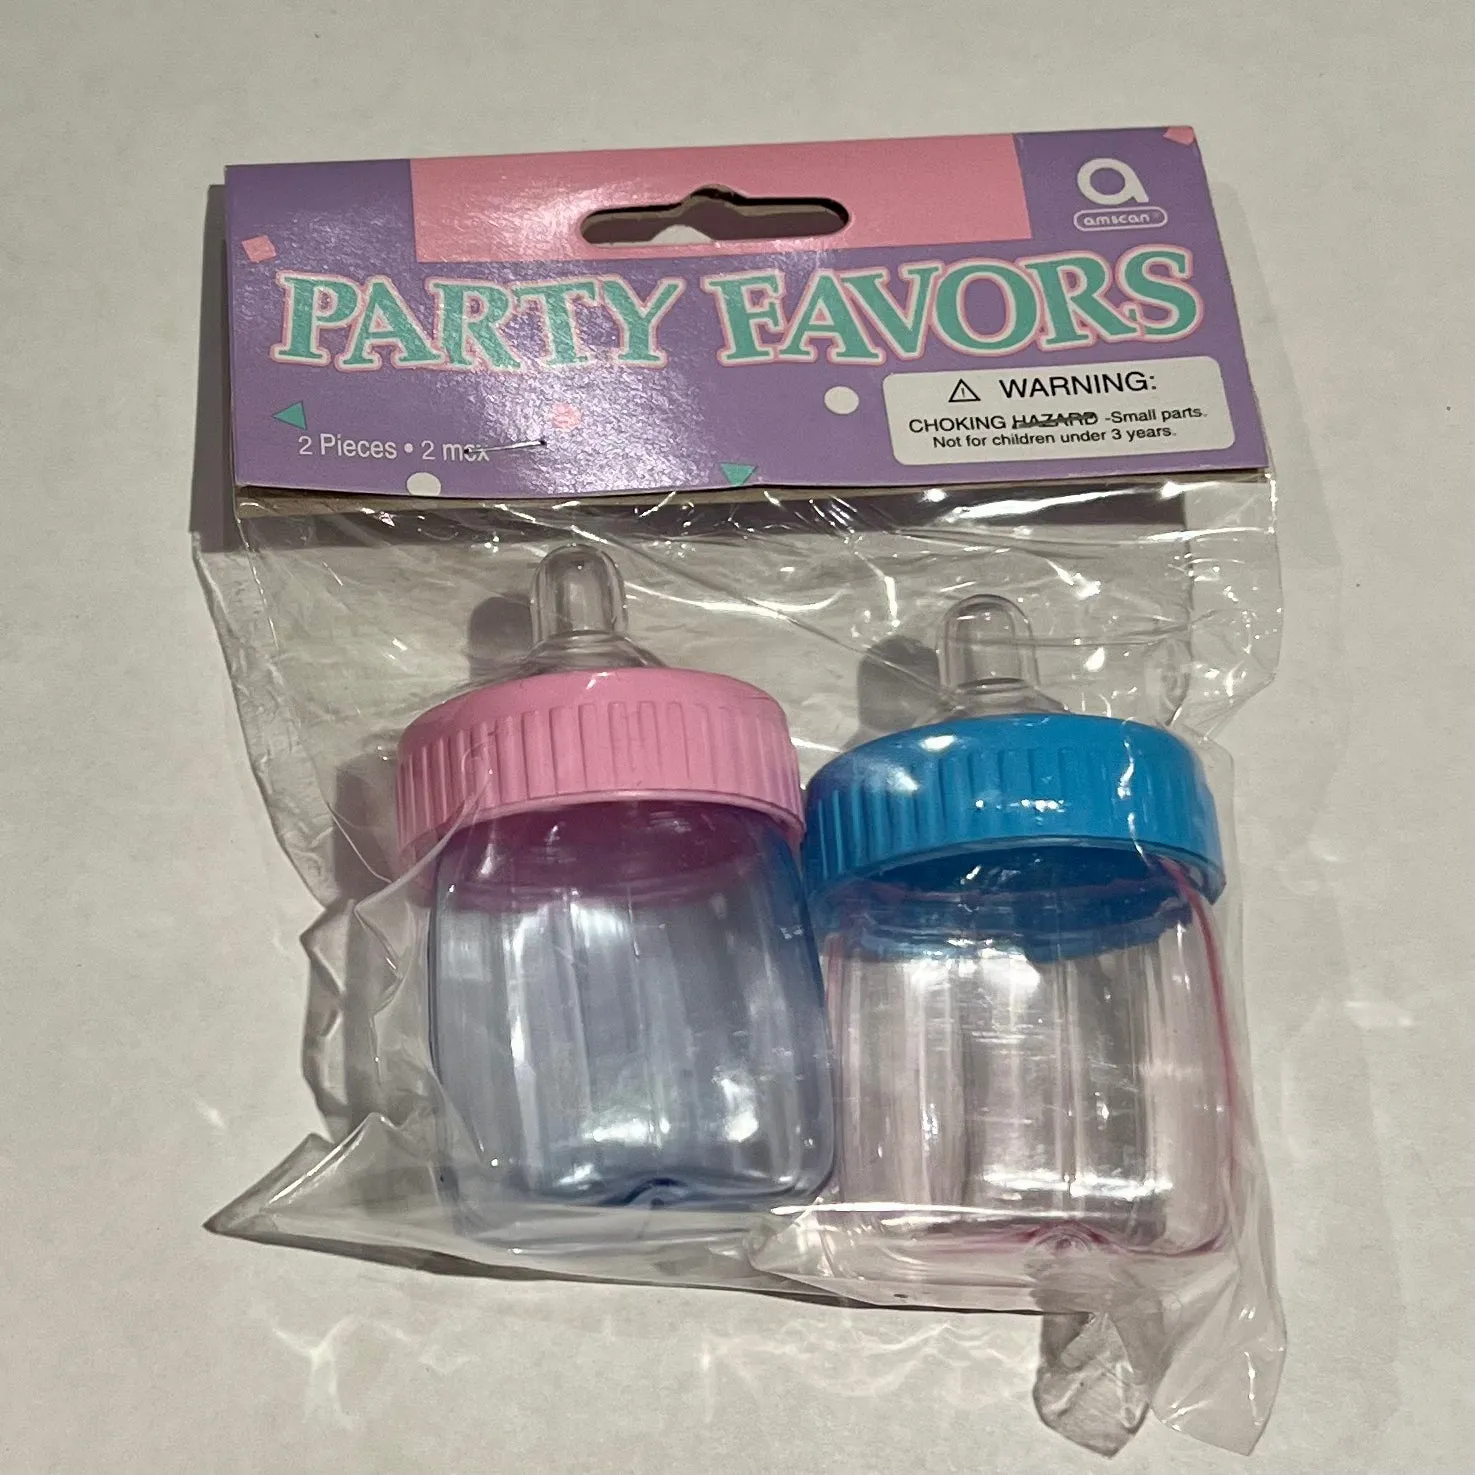 a
amscan®
PARTY FAVORS
⚠ WARNING:
CHOKING HAZARD -Small parts.
Not for children under 3 years.
2 Pieces • 2